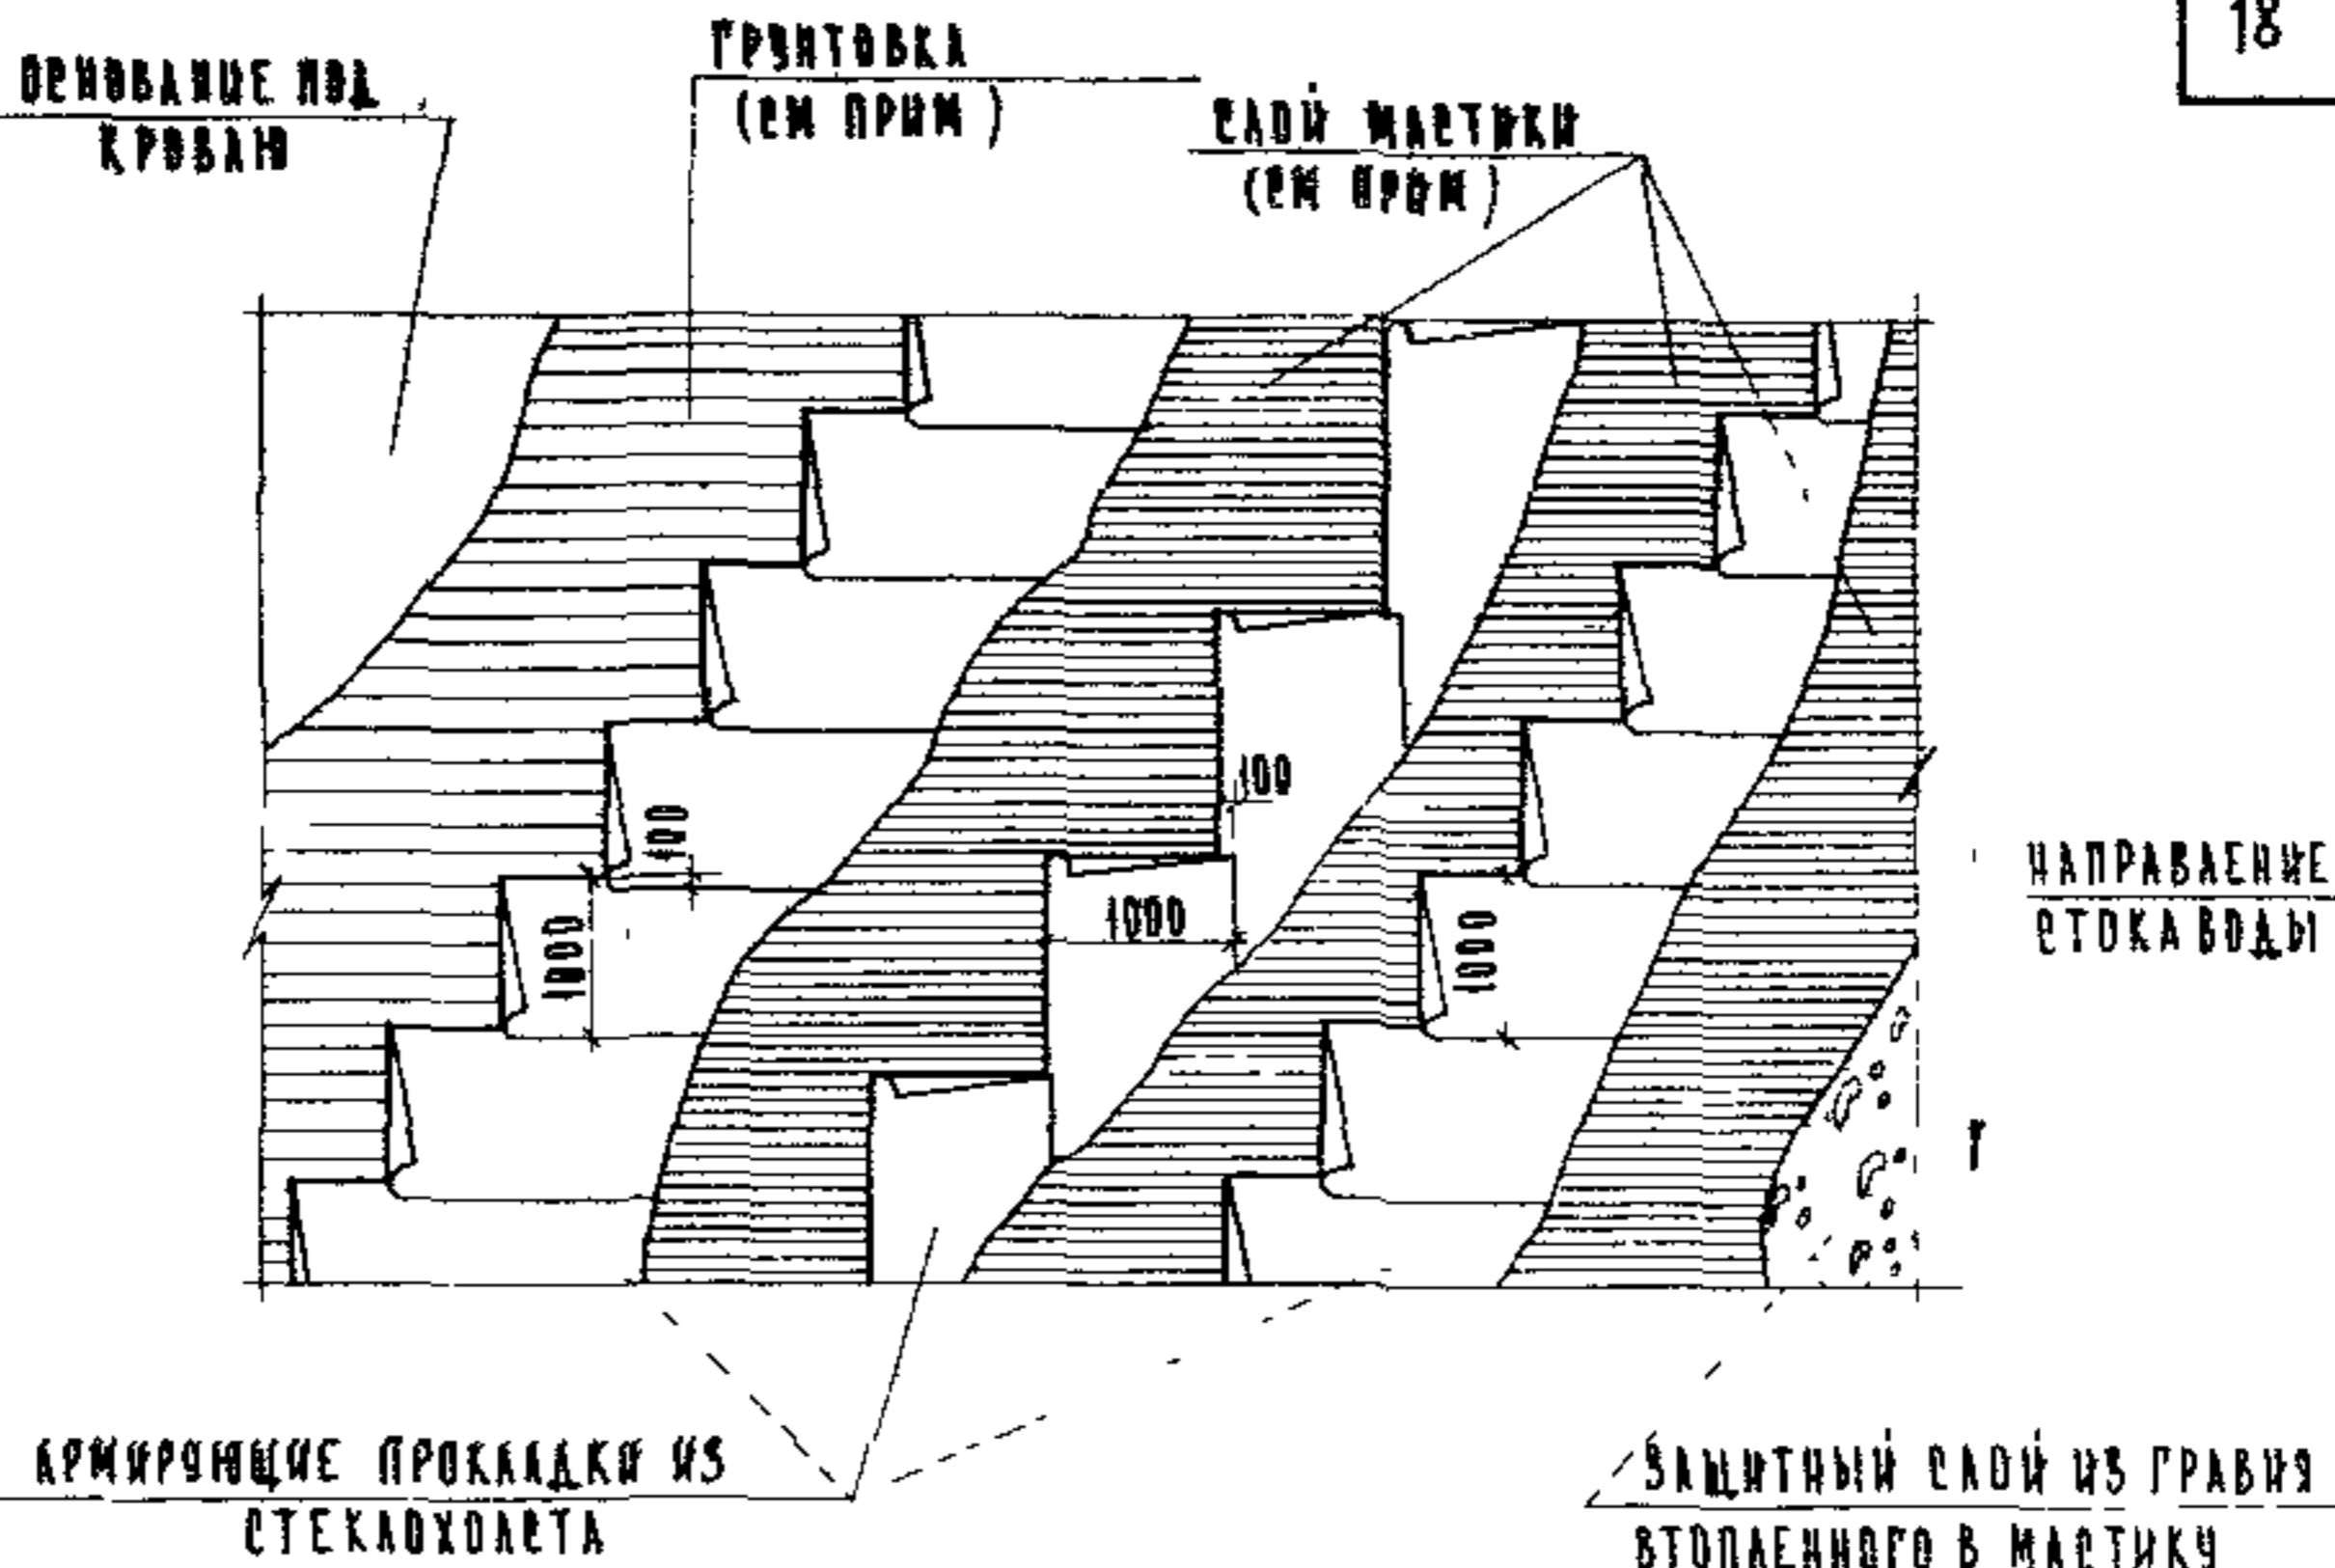 18
ГРУНТОВКА
(СМ ПРИМ)
ОСНОВАНИЕ ПОД
КРОВЛЮ
СЛОЙ МАСТИКИ
(СМ ПРИМ)
100
100
1000
1000
1000
НАПРАВЛЕНИЕ
СТОКА ВОДЫ
АРМИРУЮЩИЕ ПРОКЛАДКИ ИЗ
СТЕКЛОХОЛСТА
ЗАЩИТНЫЙ СЛОЙ ИЗ ГРАВИЯ
ВТОПЛЕННОГО В МАСТИКУ